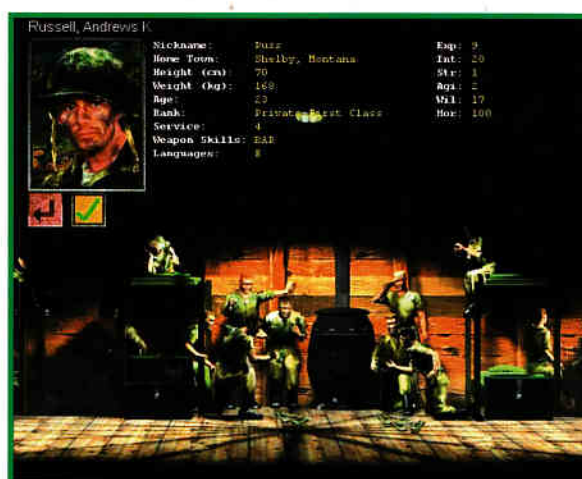 Russell, Andrews K
Nickname: Purr Exp: 9
Home Town: Shelby, Montana Int: 20
Height (cm) 70 Str: 1
Weight (kg): 168 Agi: 2
Age: 23 Wil: 17
Rank: Private First Class Mor: 100
Service: 4
Weapon Skills: BAR
Languages: 8